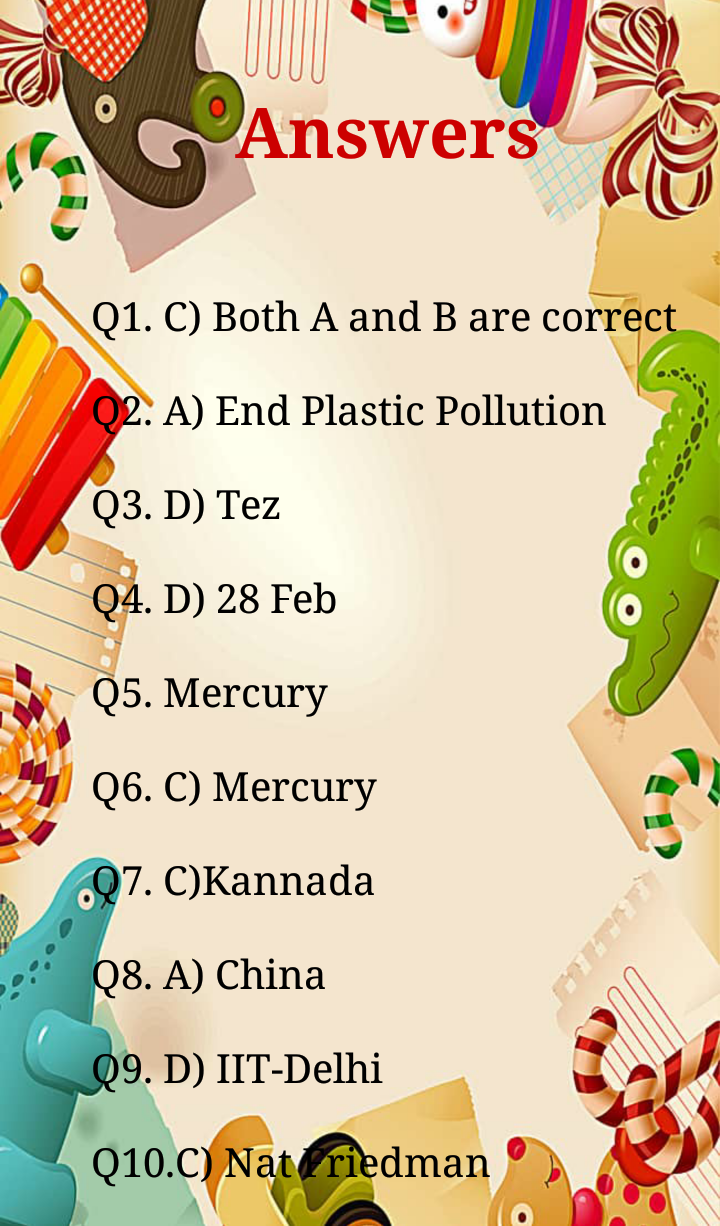 Answers
Q1. C) Both A and B are correct
Q2. A) End Plastic Pollution
Q3. D) Tez
Q4. D) 28 Feb
Q5. Mercury
Q6. C) Mercury
Q7. C)Kannada
Q8. A) China
Q9. D) IIT-Delhi
Q10.C) Nat Friedman